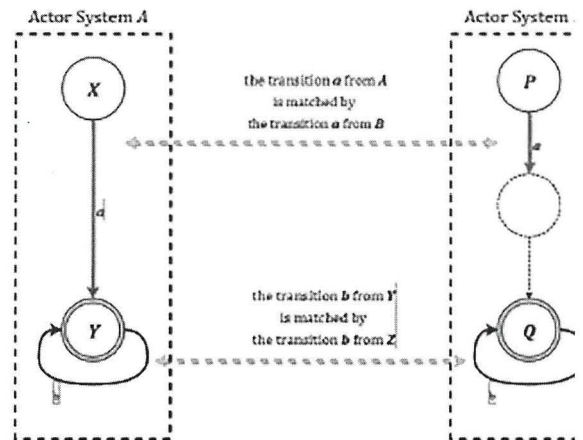 Actor System A
Actor System
X
P
the transition a from A
is matched by
the transition a from B
a
a
the transition b from Y
is matched by
the transition b from Z
Y
Q